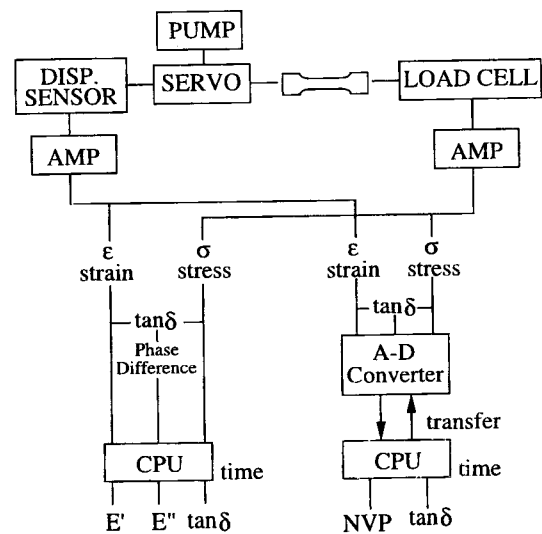 PUMP
DISP.
SENSOR
SERVO
LOAD CELL
AMP
AMP
ε
strain
σ
stress
ε
strain
σ
stress
tanδ
Phase
Difference
tanδ
A-D
Converter
transfer
CPU
time
CPU
time
E'
E"
tanδ
NVP
tanδ